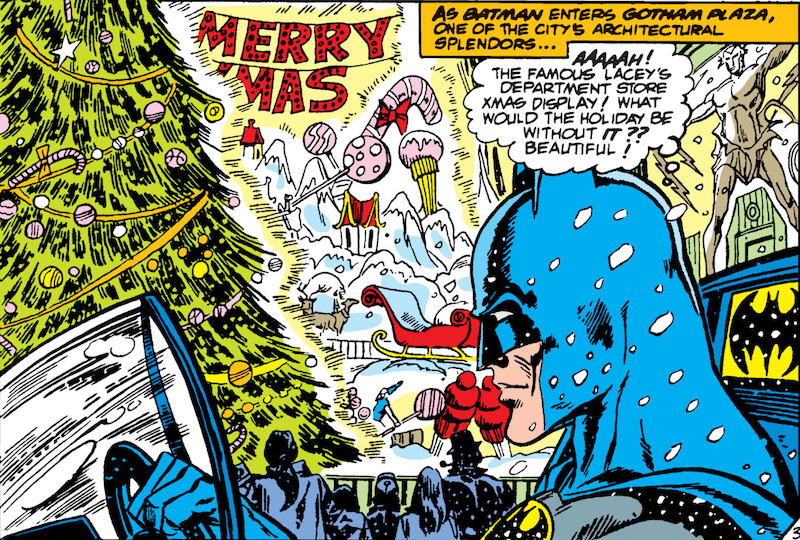 AS BATMAN ENTERS GOTHAM PLAZA,
ONE OF THE CITY'S ARCHITECTURAL
SPLENDORS...
AAAAAH!
THE FAMOUS LACEY'S
DEPARTMENT STORE
XMAS DISPLAY! WHAT
WOULD THE HOLIDAY BE
WITHOUT IT??
BEAUTIFUL!
MERRY
'MAS
3